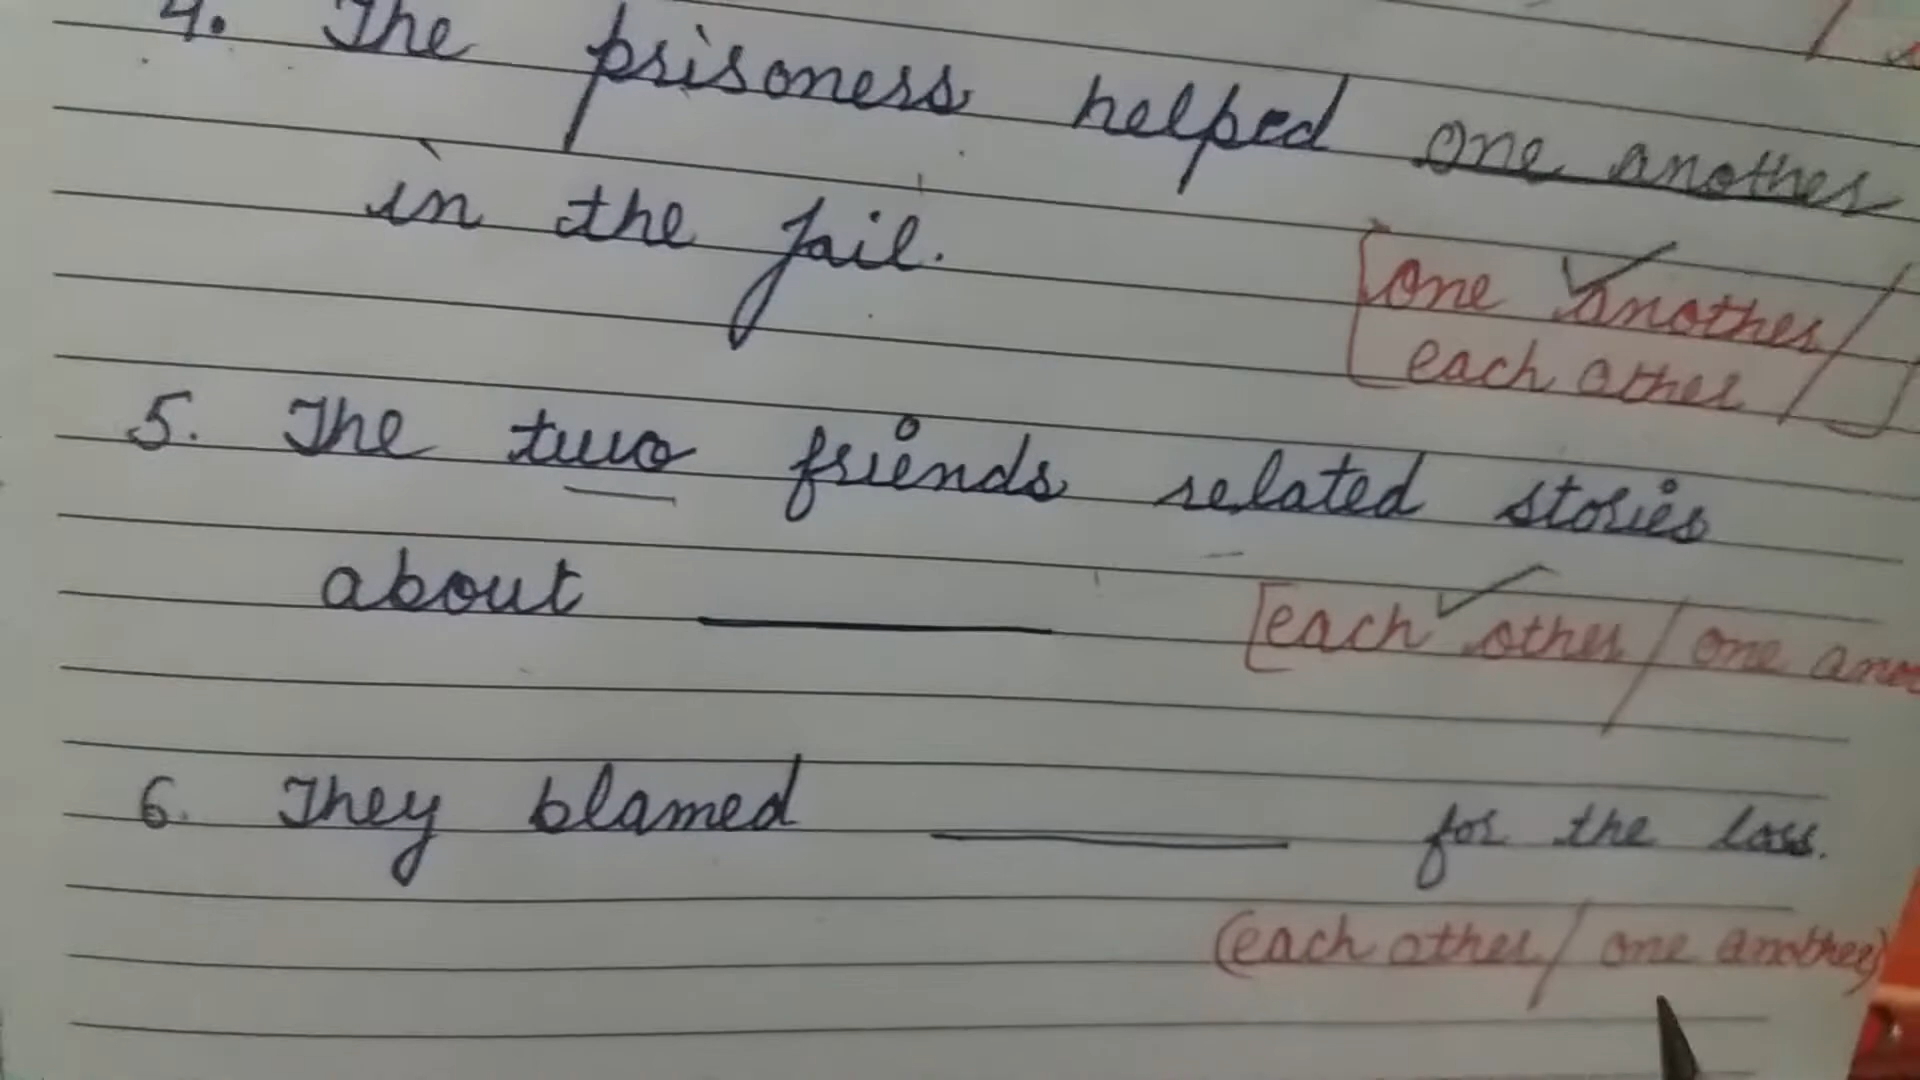 4. The prisoners helped one another
in the jail.
[one another/
each other]
5. The two friends related stories
about ________
[each other / one
6. They blamed ________ for the loss.
(each other / one another)